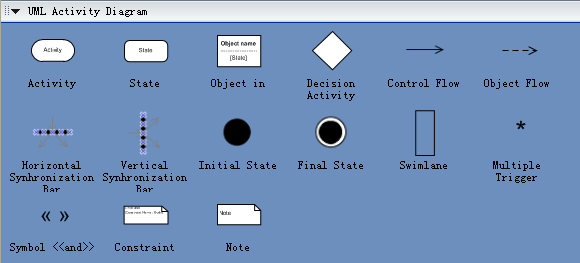 UML Activity Diagram
Activity
State
Object name
[State]
Activity
State
Object in
Decision
Activity
Control Flow
Object Flow
*
Horizontal
Synhronization
Bar
Vertical
Synhronization
Bar
Initial State
Final State
Swimlane
Multiple
Trigger
« »
Note
Symbol <<and>>
Constraint
Note